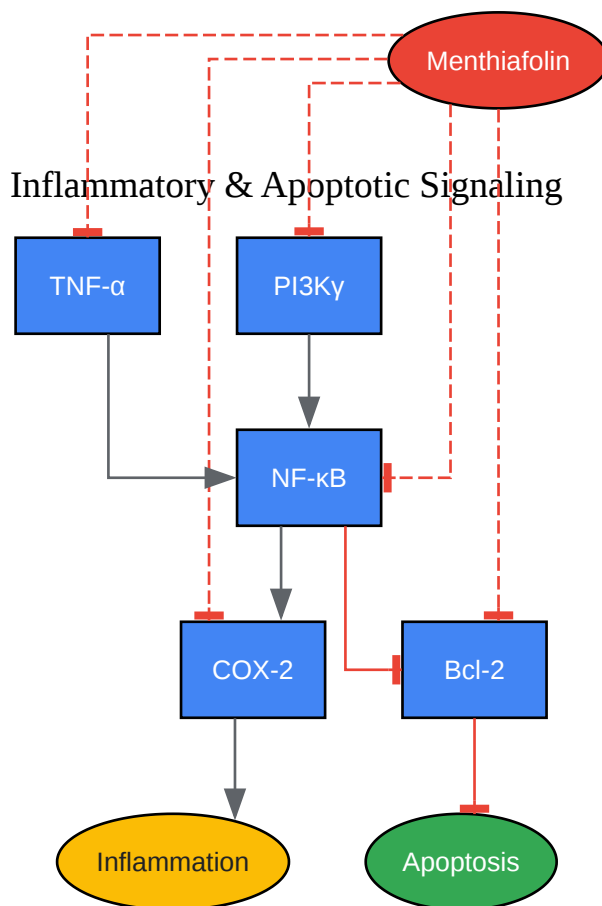 Menthiafolin
Inflammatory & Apoptotic Signaling
TNF-α
PI3Kγ
NF-κB
COX-2
Bcl-2
Inflammation
Apoptosis